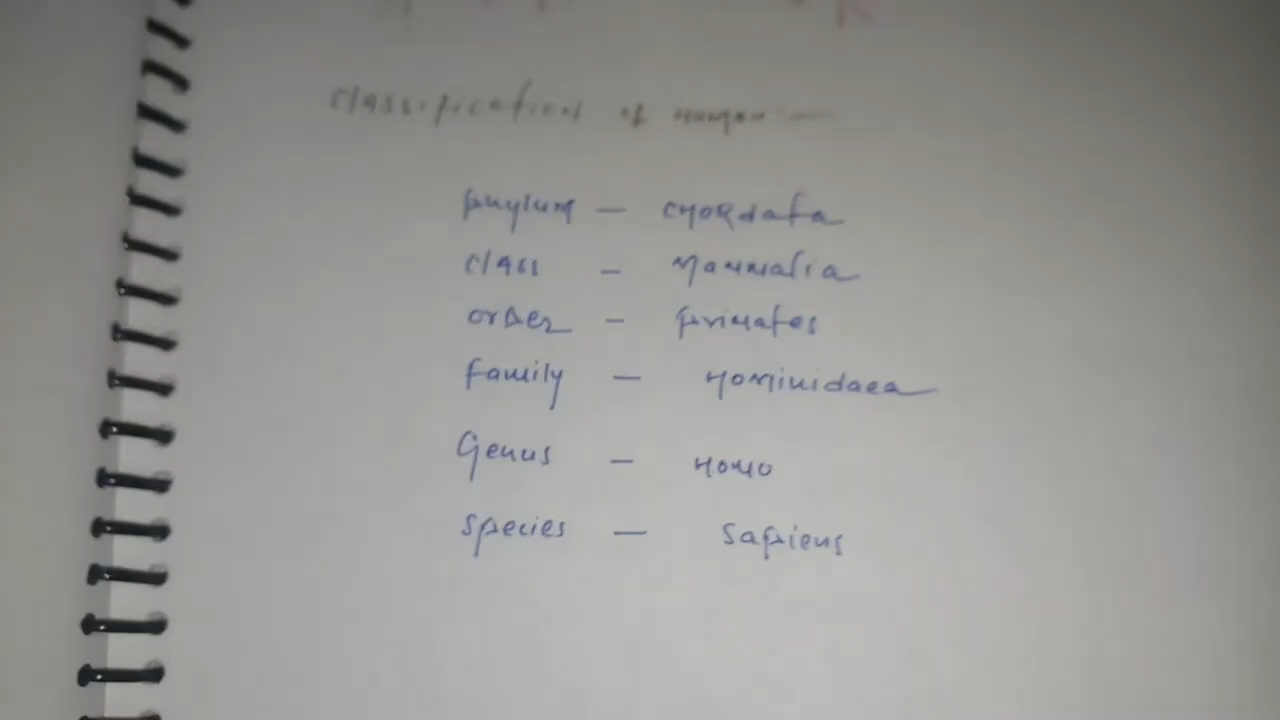 Classification of human :—
Phylum — Chordata
Class — Mammalia
Order — Primates
Family — Hominidaea
Genus — Homo
Species — Sapiens